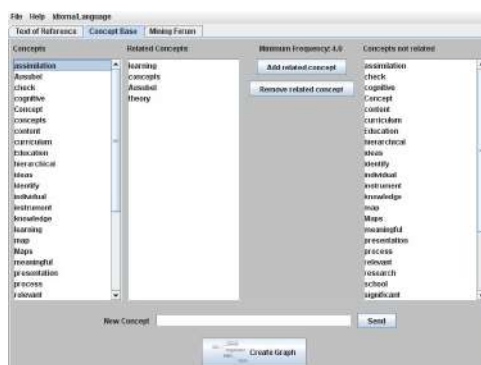 File Help Idioma/Language
Text of Reference Concept Base Mining Forum
Concepts
Related Concepts
Minimum Frequency: 4.0
Concepts not related
assimilation
Ausubel
check
cognitive
Concept
concepts
content
curriculum
Education
hierarchical
ideas
identify
individual
instrument
knowledge
learning
map
Maps
meaningful
presentation
process
relevant
learning
concepts
Ausubel
theory
Add related concept
Remove related concept
assimilation
check
cognitive
Concept
content
curriculum
Education
hierarchical
ideas
identify
individual
instrument
knowledge
map
Maps
meaningful
presentation
process
relevant
research
school
significant
New Concept
Send
Create Graph